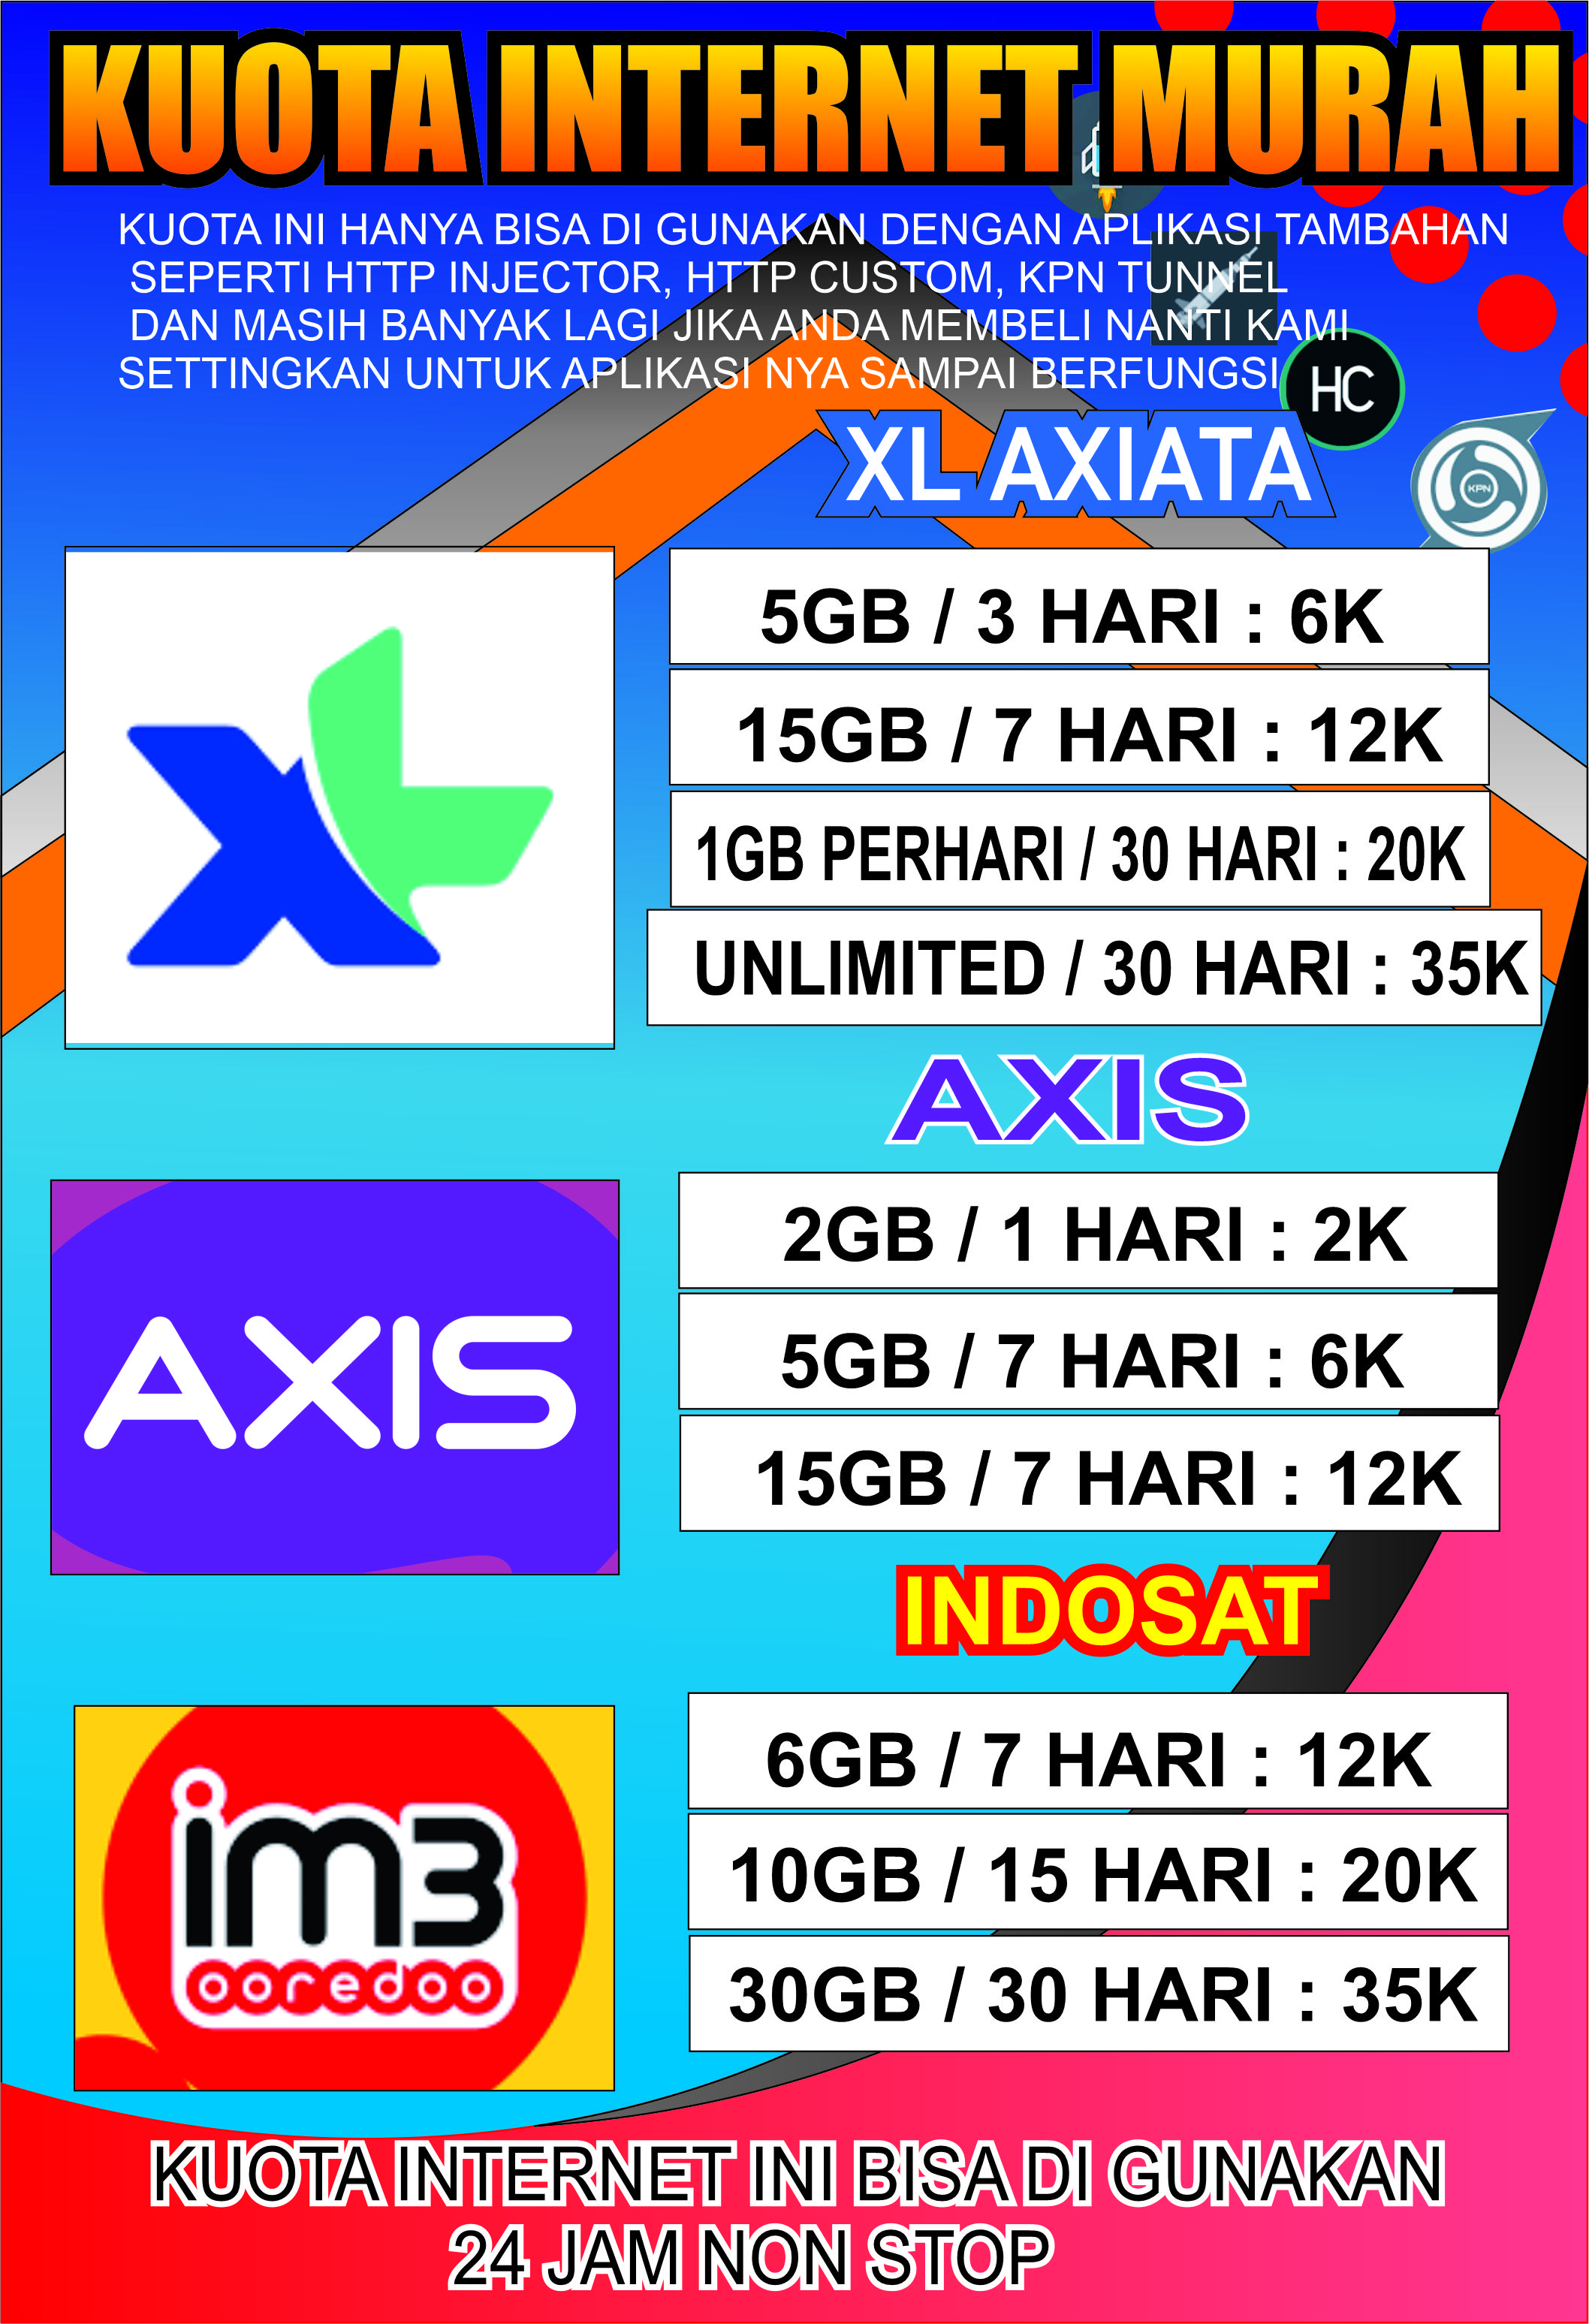 KUOTA INTERNET MURAH
KUOTA INI HANYA BISA DI GUNAKAN DENGAN APLIKASI TAMBAHAN
SEPERTI HTTP INJECTOR, HTTP CUSTOM, KPN TUNNEL
DAN MASIH BANYAK LAGI JIKA ANDA MEMBELI NANTI KAMI
SETTINGKAN UNTUK APLIKASI NYA SAMPAI BERFUNGSI
HC
KPN
XL AXIATA
XL
5GB / 3 HARI : 6K
15GB / 7 HARI : 12K
1GB PERHARI / 30 HARI : 20K
UNLIMITED / 30 HARI : 35K
AXIS
AXIS
2GB / 1 HARI : 2K
5GB / 7 HARI : 6K
15GB / 7 HARI : 12K
INDOSAT
im3
ooredoo
6GB / 7 HARI : 12K
10GB / 15 HARI : 20K
30GB / 30 HARI : 35K
KUOTA INTERNET INI BISA DI GUNAKAN
24 JAM NON STOP